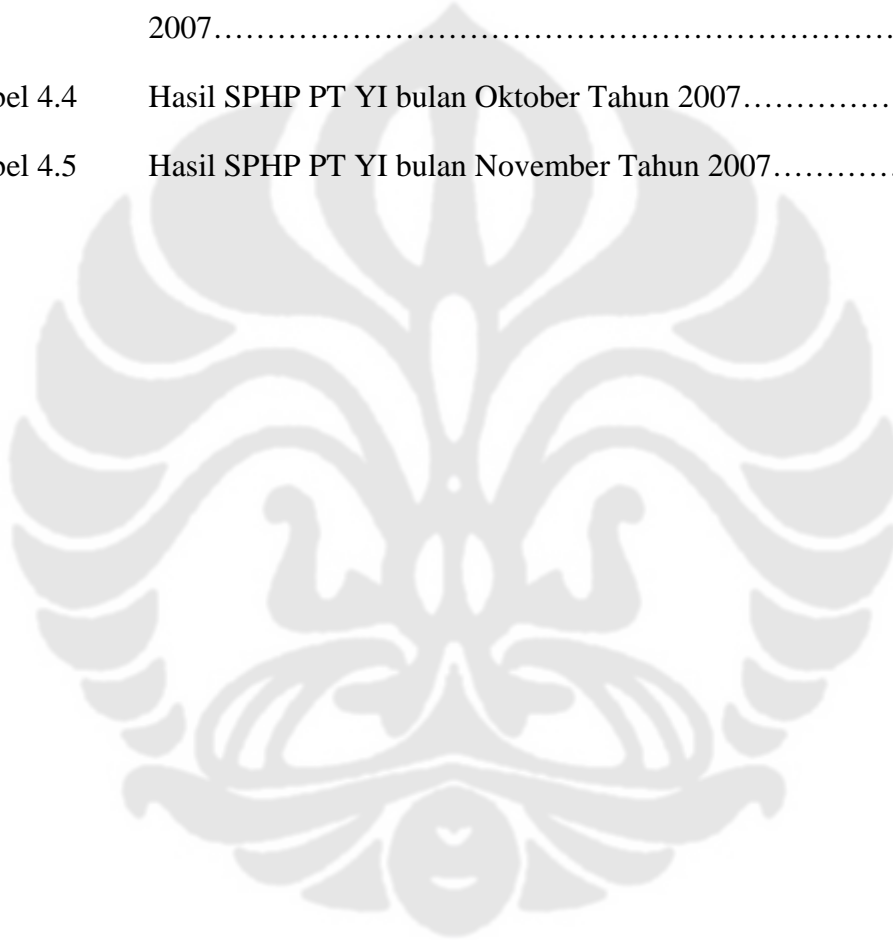 2007……………………………………………………………
bel 4.4 Hasil SPHP PT YI bulan Oktober Tahun 2007……………
bel 4.5 Hasil SPHP PT YI bulan November Tahun 2007…………